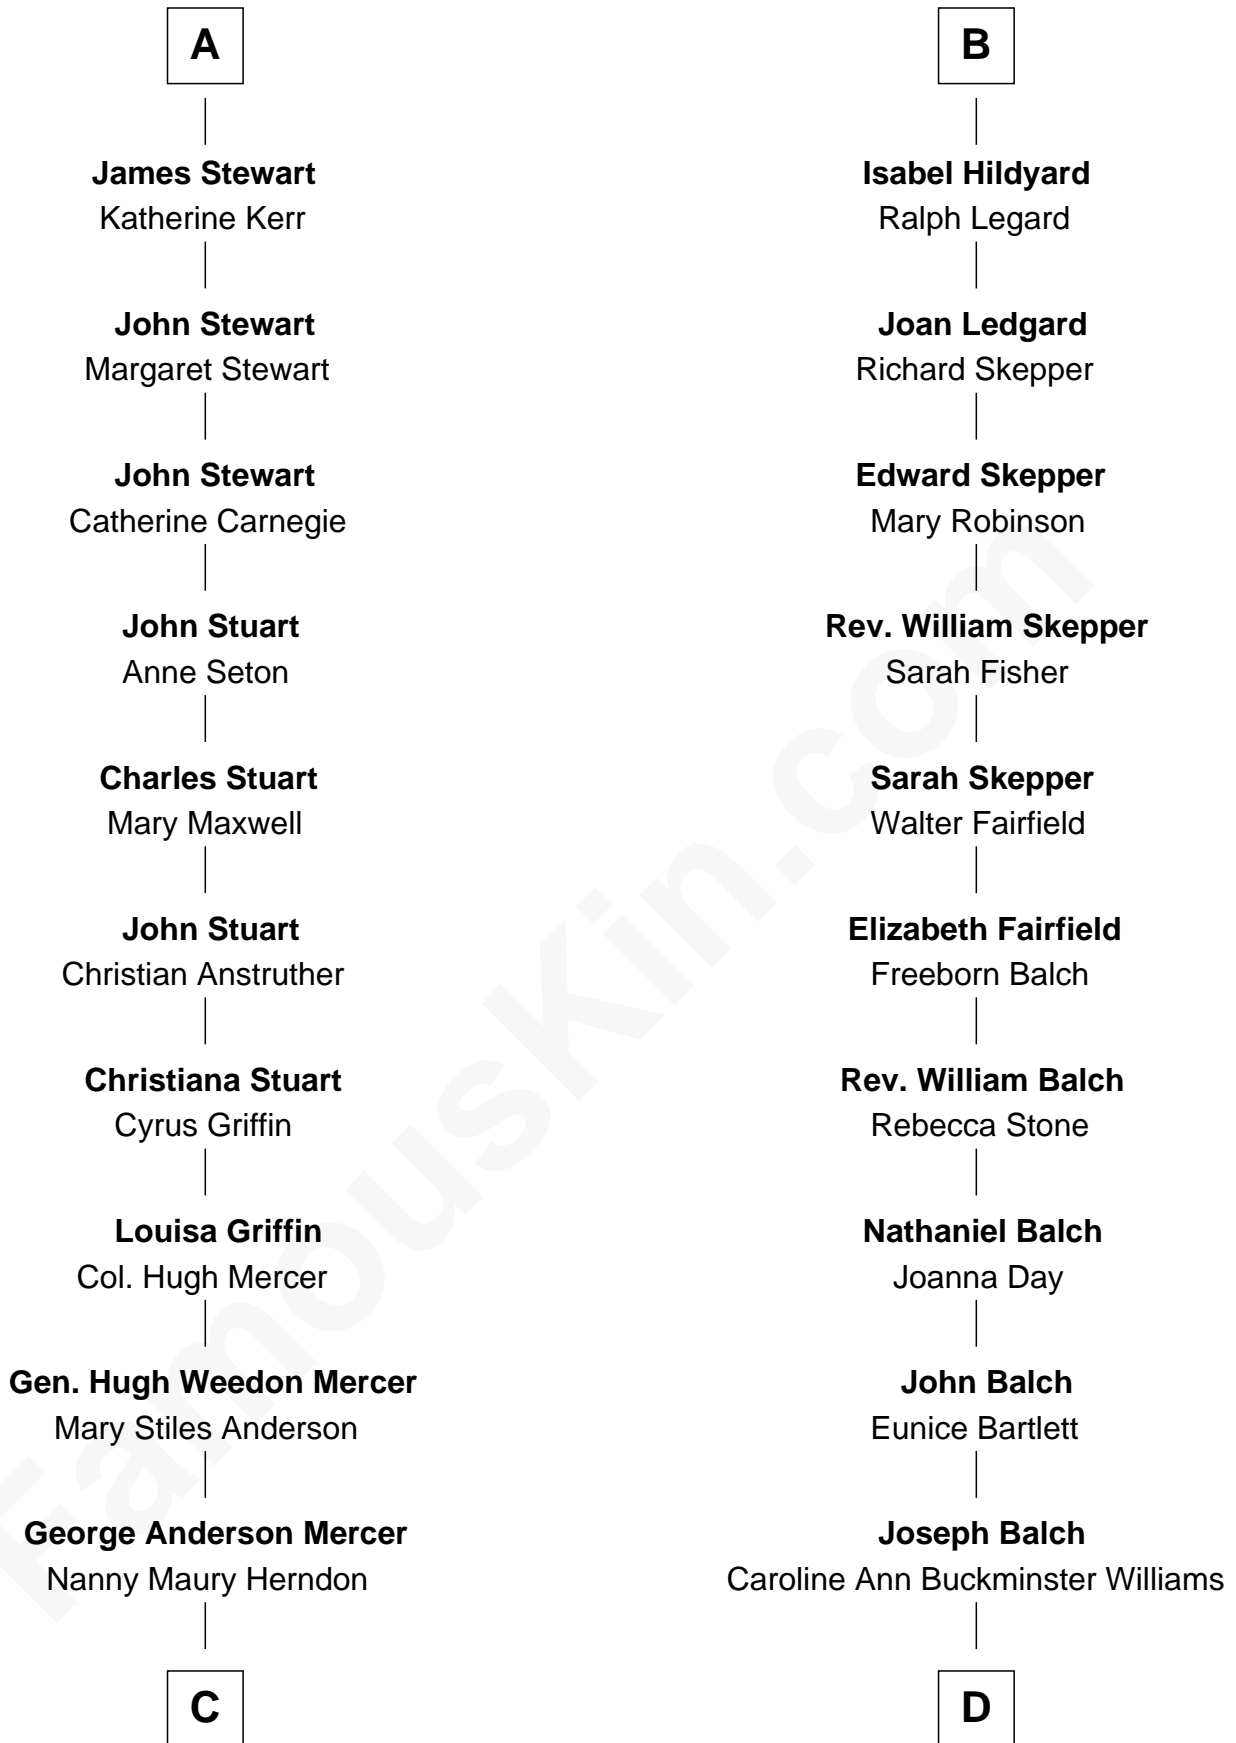 A
James Stewart
Katherine Kerr
John Stewart
Margaret Stewart
John Stewart
Catherine Carnegie
John Stuart
Anne Seton
Charles Stuart
Mary Maxwell
John Stuart
Christian Anstruther
Christiana Stuart
Cyrus Griffin
Louisa Griffin
Col. Hugh Mercer
Gen. Hugh Weedon Mercer
Mary Stiles Anderson
George Anderson Mercer
Nanny Maury Herndon
C
B
Isabel Hildyard
Ralph Legard
Joan Ledgard
Richard Skepper
Edward Skepper
Mary Robinson
Rev. William Skepper
Sarah Fisher
Sarah Skepper
Walter Fairfield
Elizabeth Fairfield
Freeborn Balch
Rev. William Balch
Rebecca Stone
Nathaniel Balch
Joanna Day
John Balch
Eunice Bartlett
Joseph Balch
Caroline Ann Buckminster Williams
D
FamousKin.com